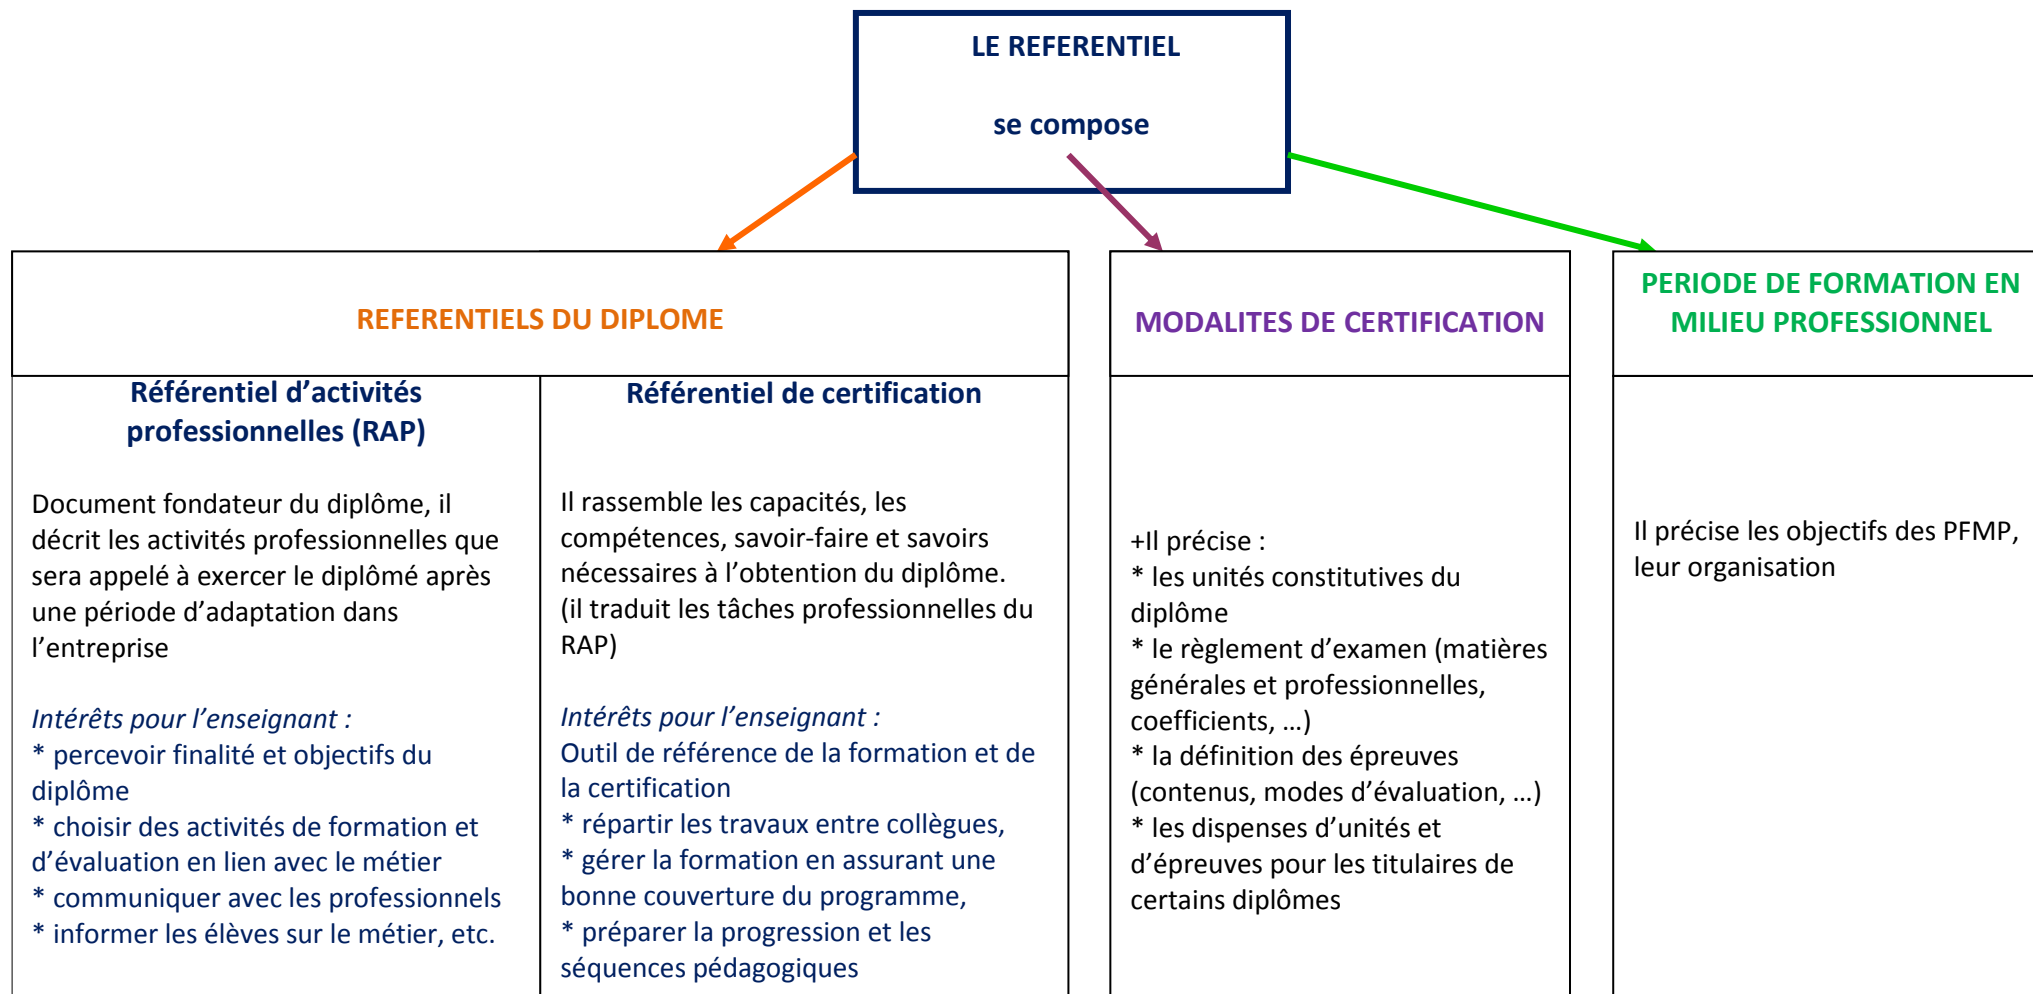 LE REFERENTIEL
se compose
REFERENTIELS DU DIPLOME
Référentiel d’activités
professionnelles (RAP)
Document fondateur du diplôme, il
décrit les activités professionnelles que
sera appelé à exercer le diplômé après
une période d’adaptation dans
l’entreprise
Intérêts pour l’enseignant :
* percevoir finalité et objectifs du
diplôme
* choisir des activités de formation et
d’évaluation en lien avec le métier
* communiquer avec les professionnels
* informer les élèves sur le métier, etc.
Référentiel de certification
Il rassemble les capacités, les
compétences, savoir-faire et savoirs
nécessaires à l’obtention du diplôme.
(il traduit les tâches professionnelles du
RAP)
Intérêts pour l’enseignant :
Outil de référence de la formation et de
la certification
* répartir les travaux entre collègues,
* gérer la formation en assurant une
bonne couverture du programme,
* préparer la progression et les
séquences pédagogiques
MODALITES DE CERTIFICATION
+Il précise :
* les unités constitutives du
diplôme
* le règlement d’examen (matières
générales et professionnelles,
coefficients, …)
* la définition des épreuves
(contenus, modes d’évaluation, …)
* les dispenses d’unités et
d’épreuves pour les titulaires de
certains diplômes
PERIODE DE FORMATION EN
MILIEU PROFESSIONNEL
Il précise les objectifs des PFMP,
leur organisation